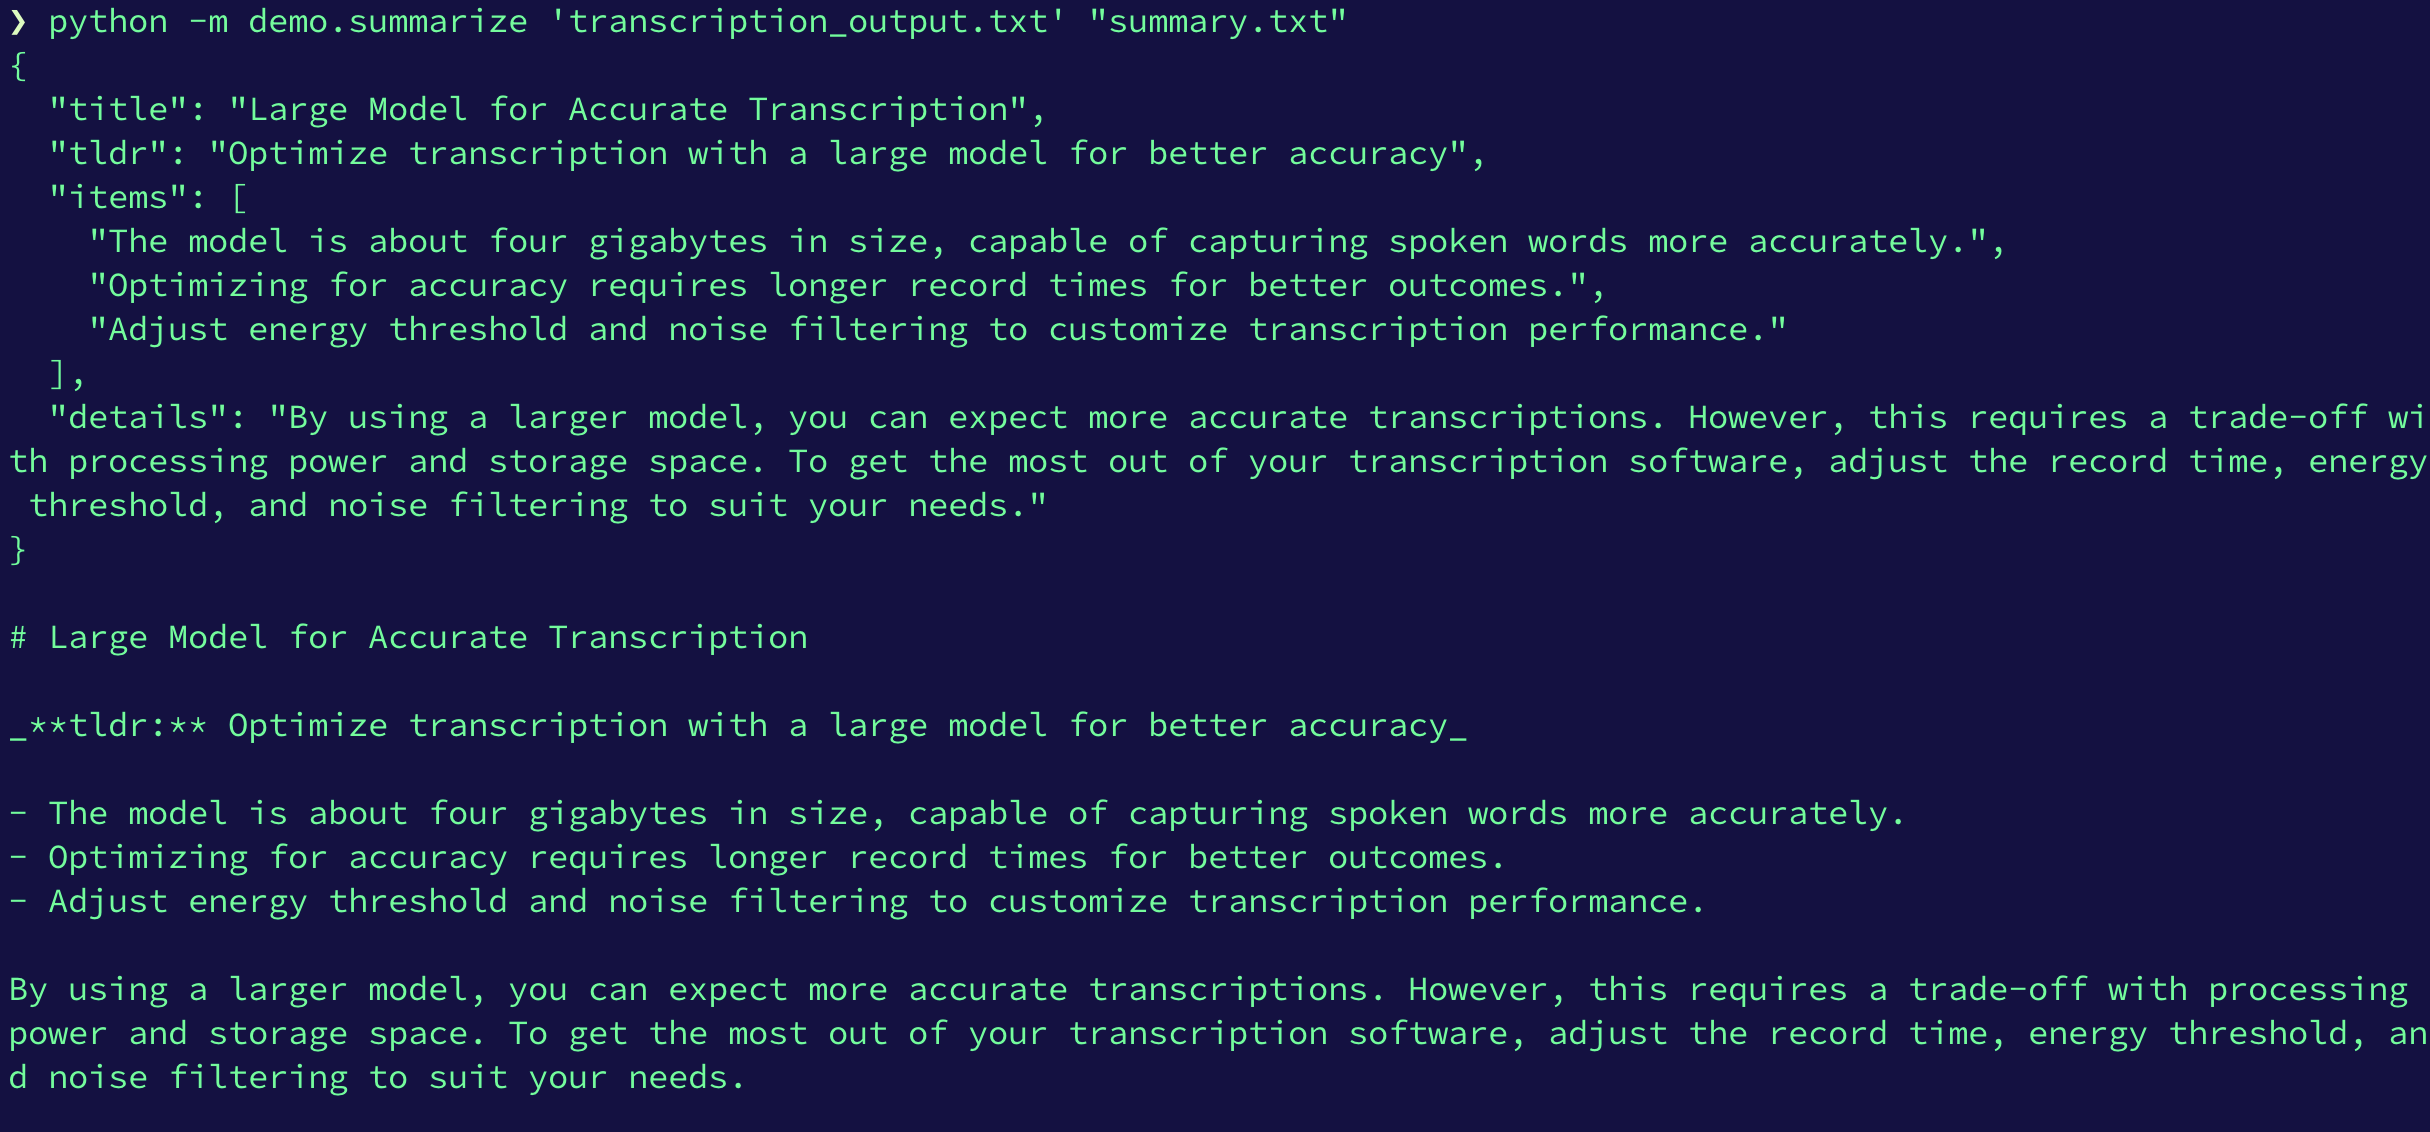 ❯ python -m demo.summarize 'transcription_output.txt' "summary.txt"
{
  "title": "Large Model for Accurate Transcription",
  "tldr": "Optimize transcription with a large model for better accuracy",
  "items": [
    "The model is about four gigabytes in size, capable of capturing spoken words more accurately.",
    "Optimizing for accuracy requires longer record times for better outcomes.",
    "Adjust energy threshold and noise filtering to customize transcription performance."
  ],
  "details": "By using a larger model, you can expect more accurate transcriptions. However, this requires a trade-off wi
th processing power and storage space. To get the most out of your transcription software, adjust the record time, energy
 threshold, and noise filtering to suit your needs."
}

# Large Model for Accurate Transcription

_**tldr:** Optimize transcription with a large model for better accuracy_

- The model is about four gigabytes in size, capable of capturing spoken words more accurately.
- Optimizing for accuracy requires longer record times for better outcomes.
- Adjust energy threshold and noise filtering to customize transcription performance.

By using a larger model, you can expect more accurate transcriptions. However, this requires a trade-off with processing
power and storage space. To get the most out of your transcription software, adjust the record time, energy threshold, an
d noise filtering to suit your needs.